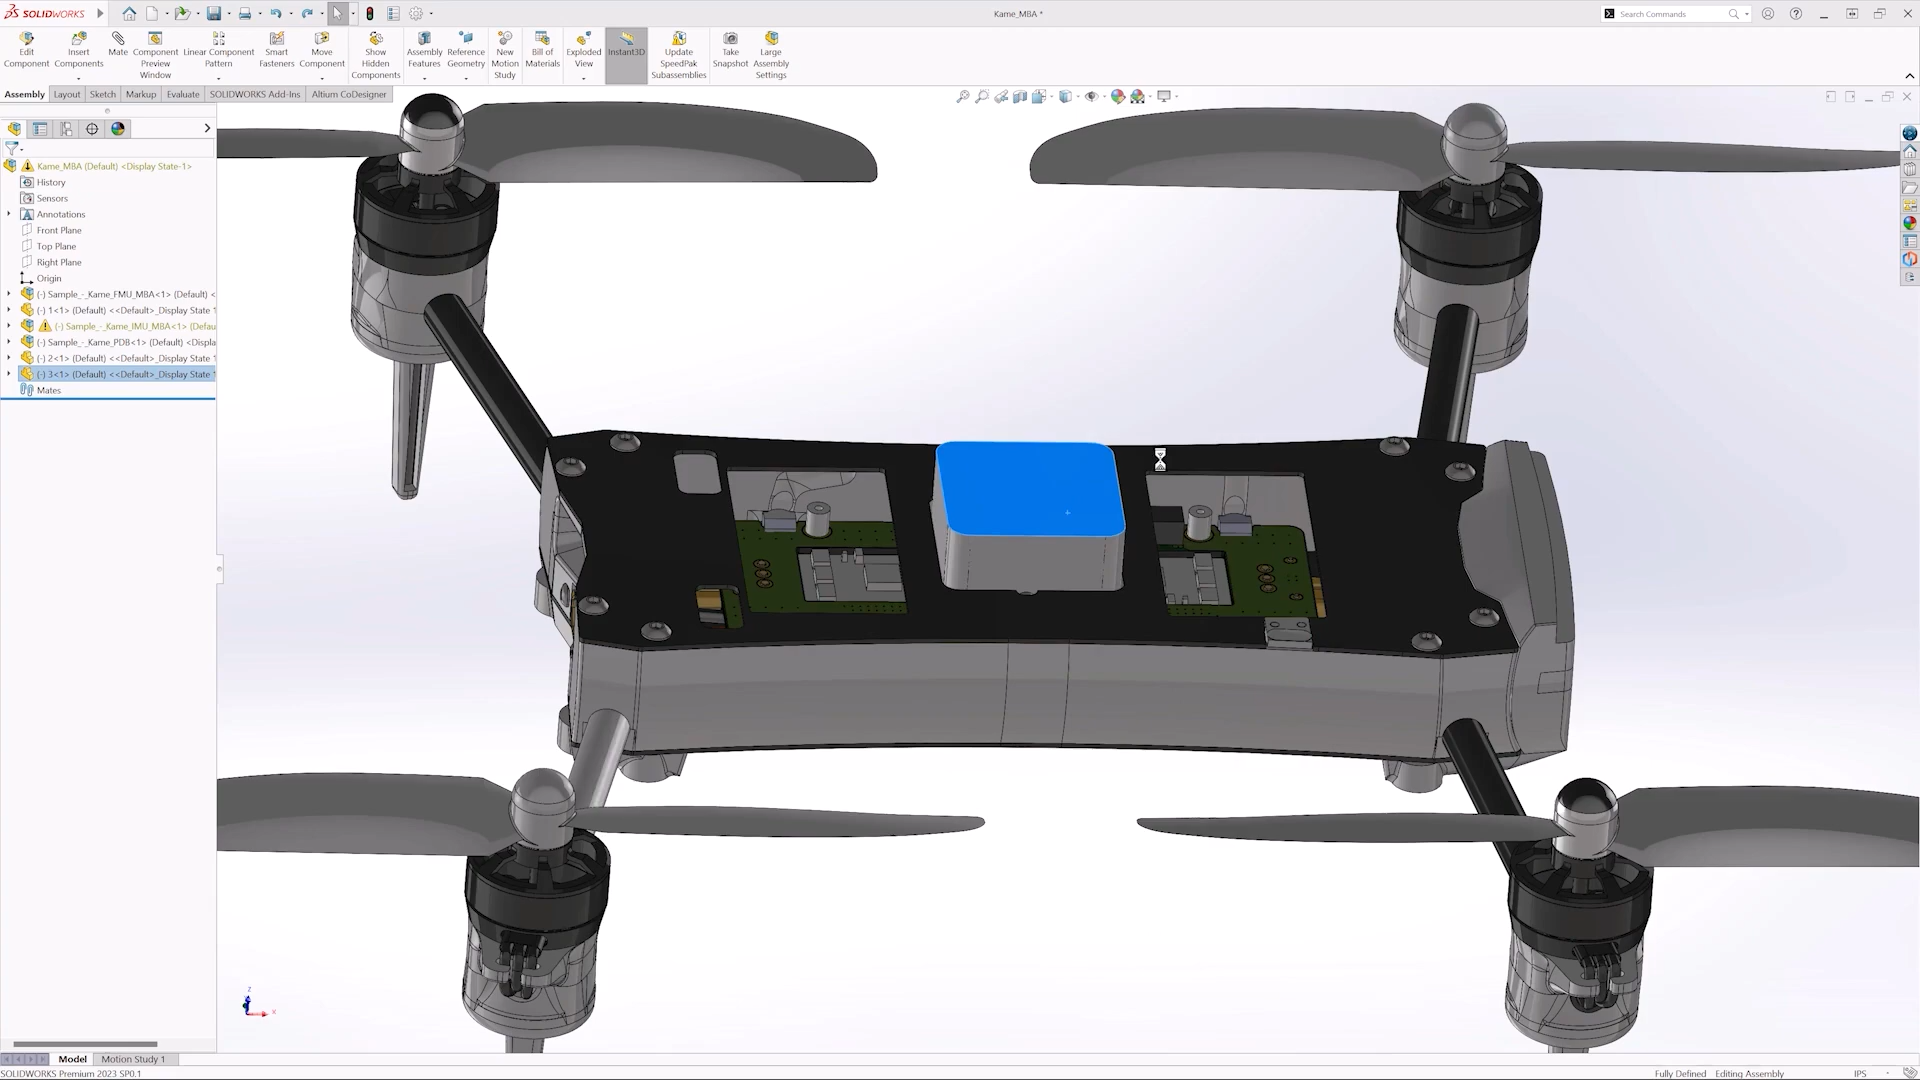 SOLIDWORKS
Kame_MBA *
Search Commands
Edit Component
Insert Components
Mate
Component Preview Window
Linear Component Pattern
Smart Fasteners
Move Component
Show Hidden Components
Assembly Features
Reference Geometry
New Motion Study
Bill of Materials
Exploded View
Instant3D
Update SpeedPak Subassemblies
Take Snapshot
Large Assembly Settings
Assembly
Layout
Sketch
Markup
Evaluate
SOLIDWORKS Add-Ins
Altium CoDesigner
Kame_MBA (Default) <Display State-1>
History
Sensors
Annotations
Front Plane
Top Plane
Right Plane
Origin
(-) Sample_-_Kame_FMU_MBA<1> (Default) <
(-) 1<1> (Default) <<Default>_Display State 1
(-) Sample_-_Kame_IMU_MBA<1> (Defau
(-) Sample_-_Kame_PDB<1> (Default) <Displa
(-) 2<1> (Default) <<Default>_Display State 1
(-) 3<1> (Default) <<Default>_Display State 1
Mates
Z
X
Model
Motion Study 1
SOLIDWORKS Premium 2023 SP0.1
Fully Defined
Editing Assembly
IPS